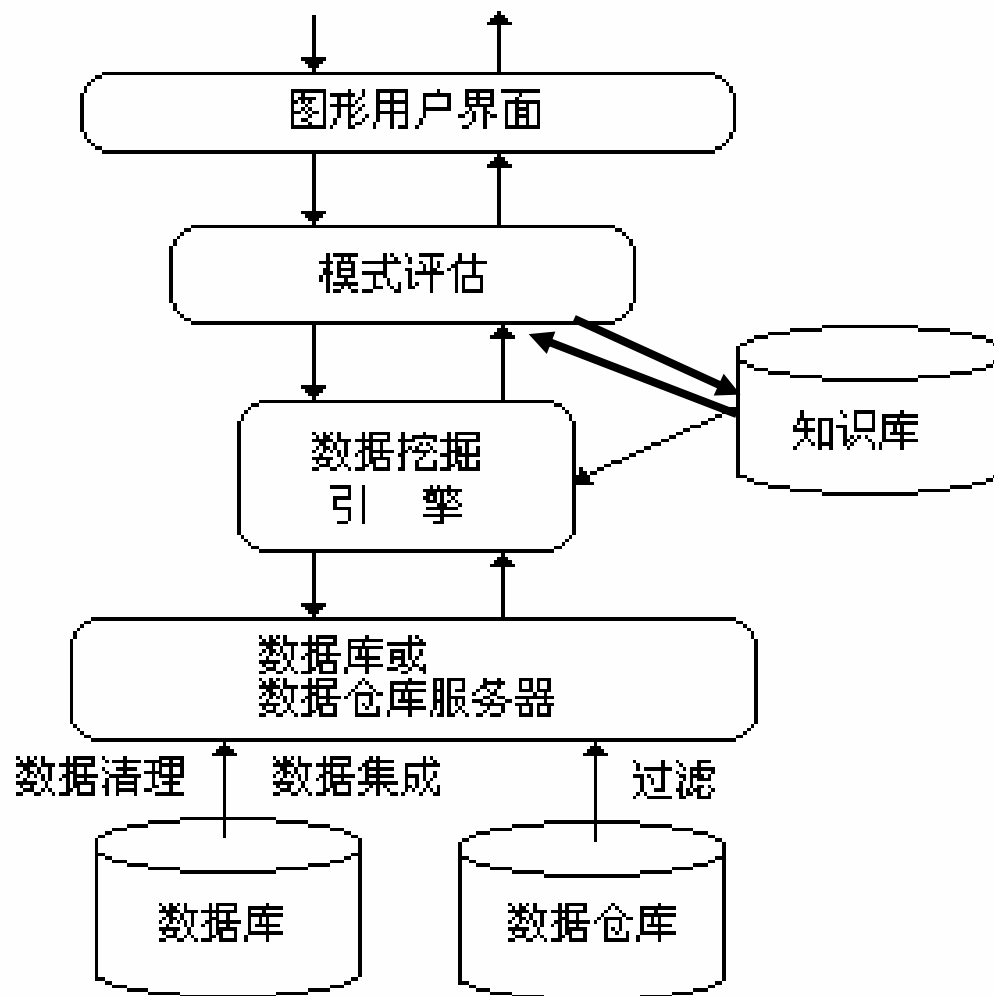 图形用户界面
模式评估
知识库
数据挖掘
引 擎
数据库或
数据仓库服务器
数据清理 数据集成 过滤
数据库 数据仓库